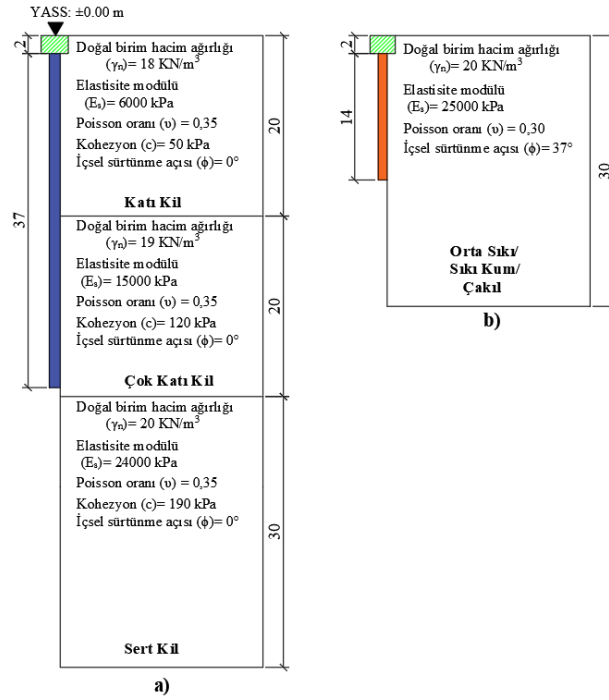 YASS: ±0.00 m
2
Doğal birim hacim ağırlığı
(γₙ)= 18 KN/m³
Elastisite modülü
(Eₛ)= 6000 kPa
Poisson oranı (υ) = 0,35
Kohezyon (c)= 50 kPa
İçsel sürtünme açısı (ϕ)= 0°
Katı Kil
20
37
Doğal birim hacim ağırlığı
(γₙ)= 19 KN/m³
Elastisite modülü
(Eₛ)= 15000 kPa
Poisson oranı (υ) = 0,35
Kohezyon (c)= 120 kPa
İçsel sürtünme açısı (ϕ)= 0°
Çok Katı Kil
20
Doğal birim hacim ağırlığı
(γₙ)= 20 KN/m³
Elastisite modülü
(Eₛ)= 24000 kPa
Poisson oranı (υ) = 0,35
Kohezyon (c)= 190 kPa
İçsel sürtünme açısı (ϕ)= 0°
Sert Kil
30
a)
2
14
Doğal birim hacim ağırlığı
(γₙ)= 20 KN/m³
Elastisite modülü
(Eₛ)= 25000 kPa
Poisson oranı (υ) = 0,30
İçsel sürtünme açısı (ϕ)= 37°
Orta Sıkı/
Sıkı Kum/
Çakıl
30
b)